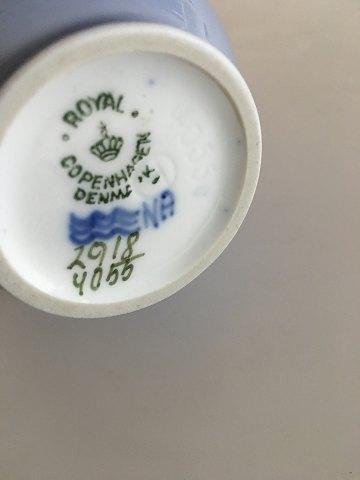 ROYAL
COPENHAGEN
DENMARK
NA
2918/
4055